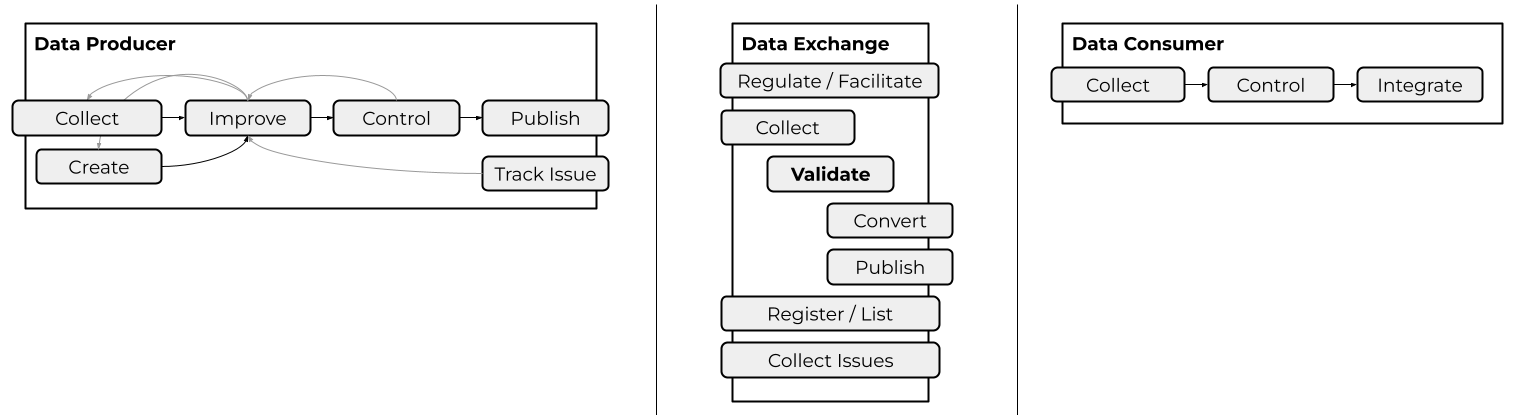 Data Producer
Collect
Improve
Control
Publish
Create
Track Issue
Data Exchange
Regulate / Facilitate
Collect
Validate
Convert
Publish
Register / List
Collect Issues
Data Consumer
Collect
Control
Integrate